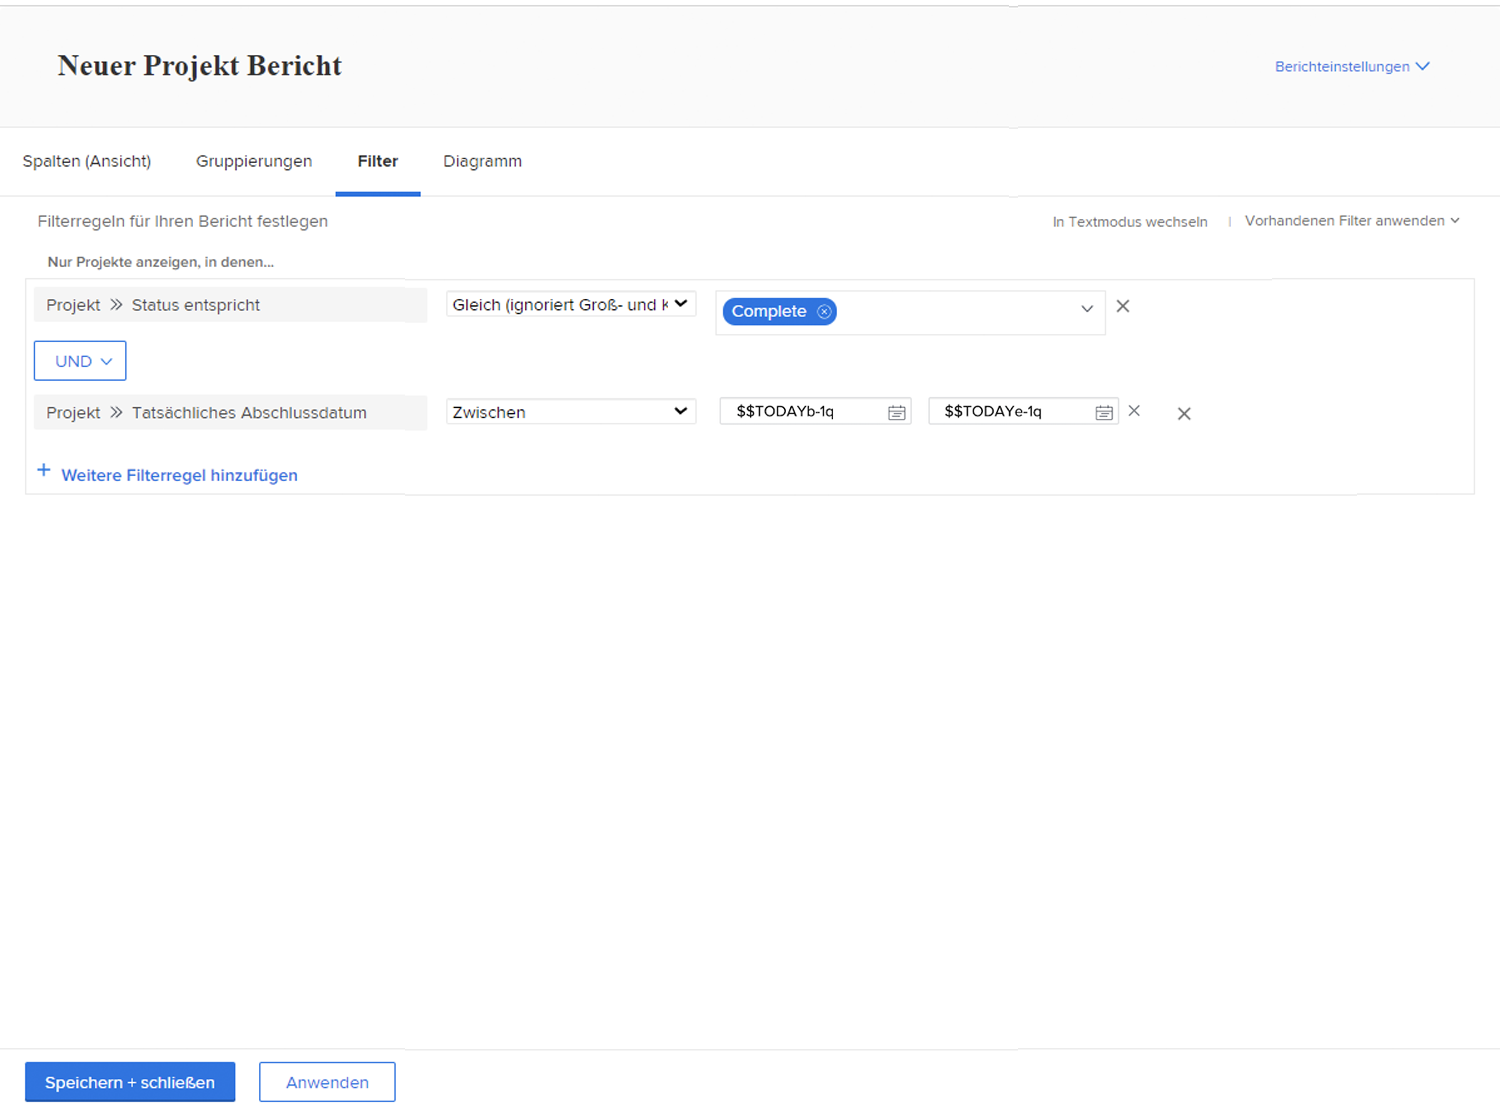 Neuer Projekt Bericht
Berichteinstellungen
Spalten (Ansicht) Gruppierungen Filter Diagramm
Filterregeln für Ihren Bericht festlegen
In Textmodus wechseln | Vorhandenen Filter anwenden
Nur Projekte anzeigen, in denen...
Projekt » Status entspricht Gleich (ignoriert Groß- und K Complete
UND
Projekt » Tatsächliches Abschlussdatum Zwischen $$TODAYb-1q $$TODAYe-1q
+ Weitere Filterregel hinzufügen
Speichern + schließen Anwenden